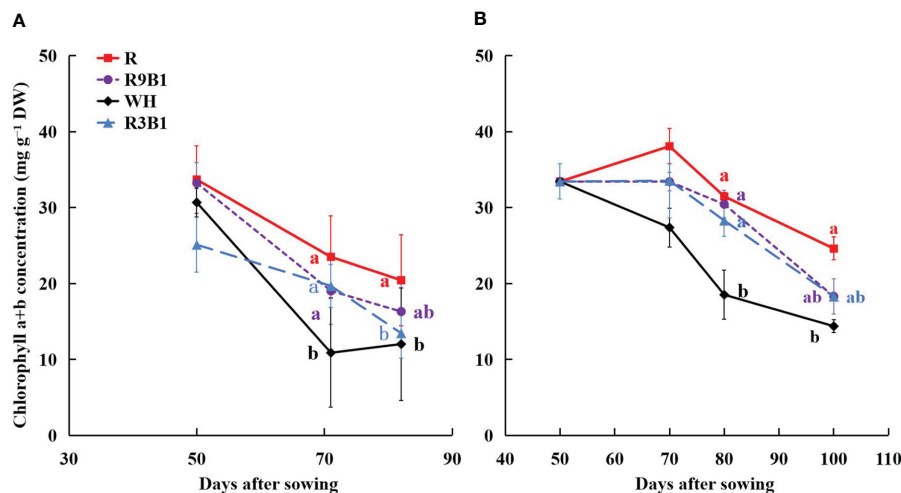 A
B
Chlorophyll a+b concentration (mg g⁻¹ DW)
50
40
30
20
10
0
R
R9B1
WH
R3B1
a
a
a
a
ab
b
b
b
30
50
70
90
Days after sowing
50
40
30
20
10
0
a
a
a
a
b
ab
ab
b
40
50
60
70
80
90
100
110
Days after sowing